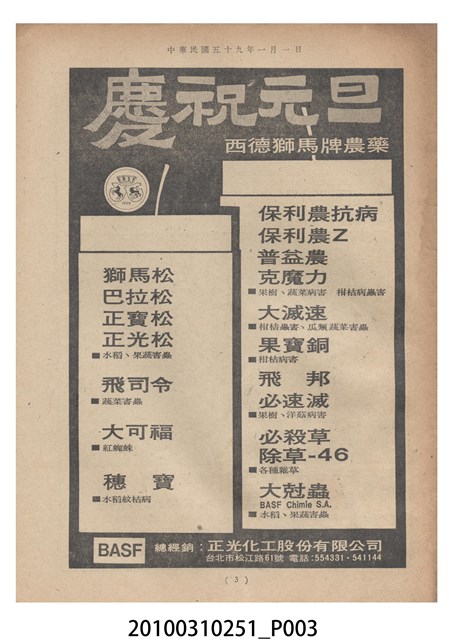 中華民國五十九年一月一日
慶祝元旦
西德獅馬牌農藥
保利農抗病
保利農Z
普益農
克魔力
■果樹、蔬菜病害 柑桔病蟲害
大滅速
■柑桔蟲害、瓜類蔬菜害蟲
果寶銅
■柑桔病害
飛 邦
必速滅
■果樹、洋菇病害
必殺草
除草-46
■各種雜草
大尅蟲
BASF Chimie S.A.
■水稻、果蔬害蟲
獅馬松
巴拉松
正寶松
正光松
■水稻、果蔬害蟲
飛司令
■蔬菜害蟲
大可福
■紅蜘蛛
穗 寶
■水稻紋枯病
BASF 總經銷：正光化工股份有限公司
台北市松江路61號 電話：554331・541144
( 3 )
20100310251_P003